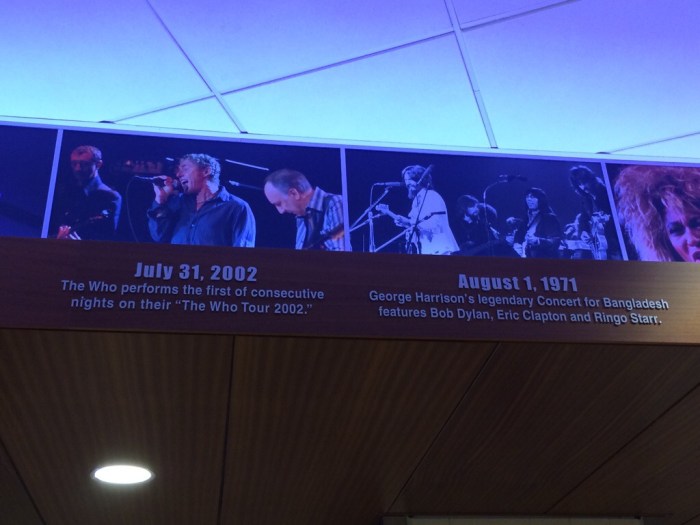 July 31, 2002
The Who performs the first of consecutive
nights on their "The Who Tour 2002."
August 1, 1971
George Harrison's legendary Concert for Bangladesh
features Bob Dylan, Eric Clapton and Ringo Starr.